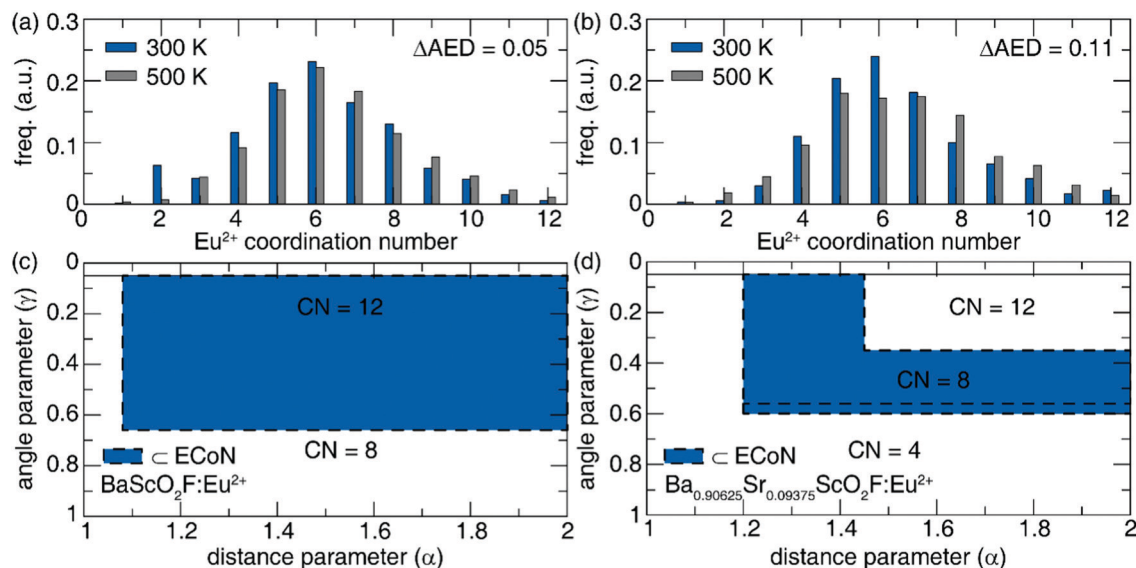 (a)
0.3
0.2
0.1
0
freq. (a.u.)
300 K
500 K
ΔAED = 0.05
0 2 4 6 8 10 12
Eu²⁺ coordination number
(b)
0.3
0.2
0.1
0
freq. (a.u.)
300 K
500 K
ΔAED = 0.11
0 2 4 6 8 10 12
Eu²⁺ coordination number
(c)
0
0.2
0.4
0.6
0.8
1
angle parameter (γ)
CN = 12
CN = 8
⊂ ECoN
BaScO₂F:Eu²⁺
1 1.2 1.4 1.6 1.8 2
distance parameter (α)
(d)
0
0.2
0.4
0.6
0.8
1
angle parameter (γ)
CN = 12
CN = 8
CN = 4
⊂ ECoN
Ba₀.₉₀₆₂₅Sr₀.₀₉₃₇₅ScO₂F:Eu²⁺
1 1.2 1.4 1.6 1.8 2
distance parameter (α)